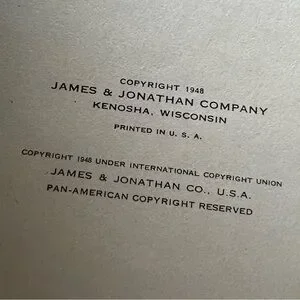 COPYRIGHT 1948
JAMES & JONATHAN COMPANY
KENOSHA, WISCONSIN
PRINTED IN U. S. A.
COPYRIGHT 1948 UNDER INTERNATIONAL COPYRIGHT UNION
JAMES & JONATHAN CO., U.S.A.
PAN-AMERICAN COPYRIGHT RESERVED